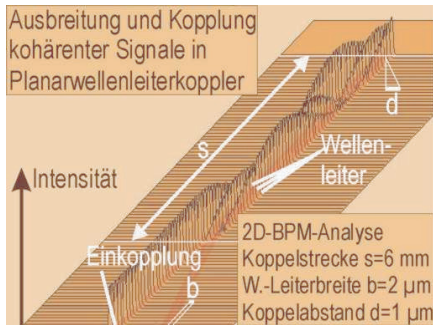 Ausbreitung und Kopplung
kohärenter Signale in
Planarwellenleiterkoppler
d
s
Wellen-
leiter
Intensität
Einkopplung
b
2D-BPM-Analyse
Koppelstrecke s=6 mm
W.-Leiterbreite b=2 µm
Koppelabstand d=1 µm